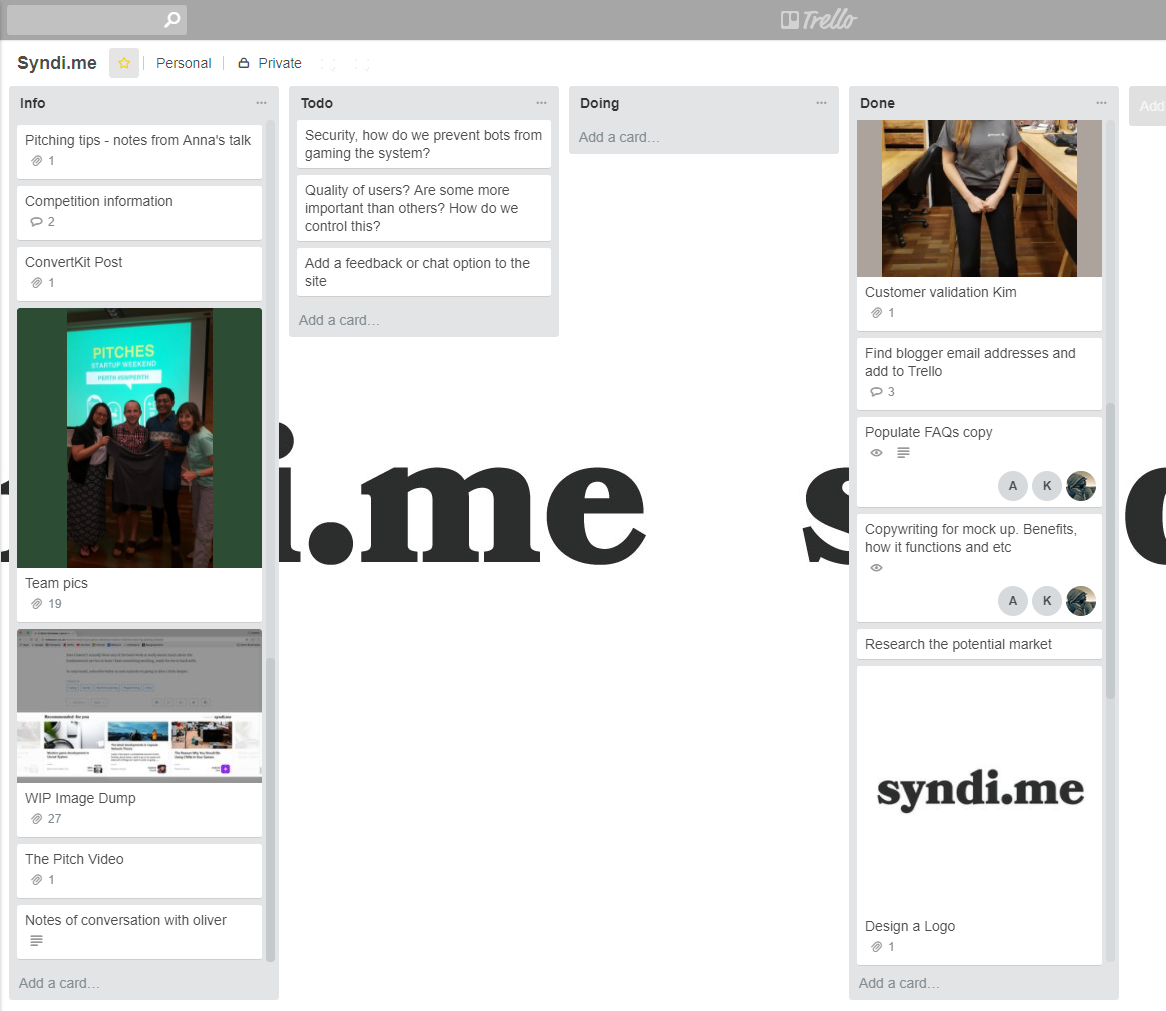 Trello
Syndi.me
Personal
Private
Info
Pitching tips - notes from Anna's talk
1
Competition information
2
ConvertKit Post
1
PITCHES
STARTUP WEEKEND
PERTH #SWPERTH
Team pics
19
Recommended for you
syndi.me
WIP Image Dump
27
The Pitch Video
1
Notes of conversation with oliver
Add a card…
Todo
Security, how do we prevent bots from
gaming the system?
Quality of users? Are some more
important than others? How do we
control this?
Add a feedback or chat option to the
site
Add a card…
Doing
Add a card…
Done
Customer validation Kim
1
Find blogger email addresses and
add to Trello
3
Populate FAQs copy
A K
Copywriting for mock up. Benefits,
how it functions and etc
A K
Research the potential market
syndi.me
Design a Logo
1
Add a card…
Add
i.me s